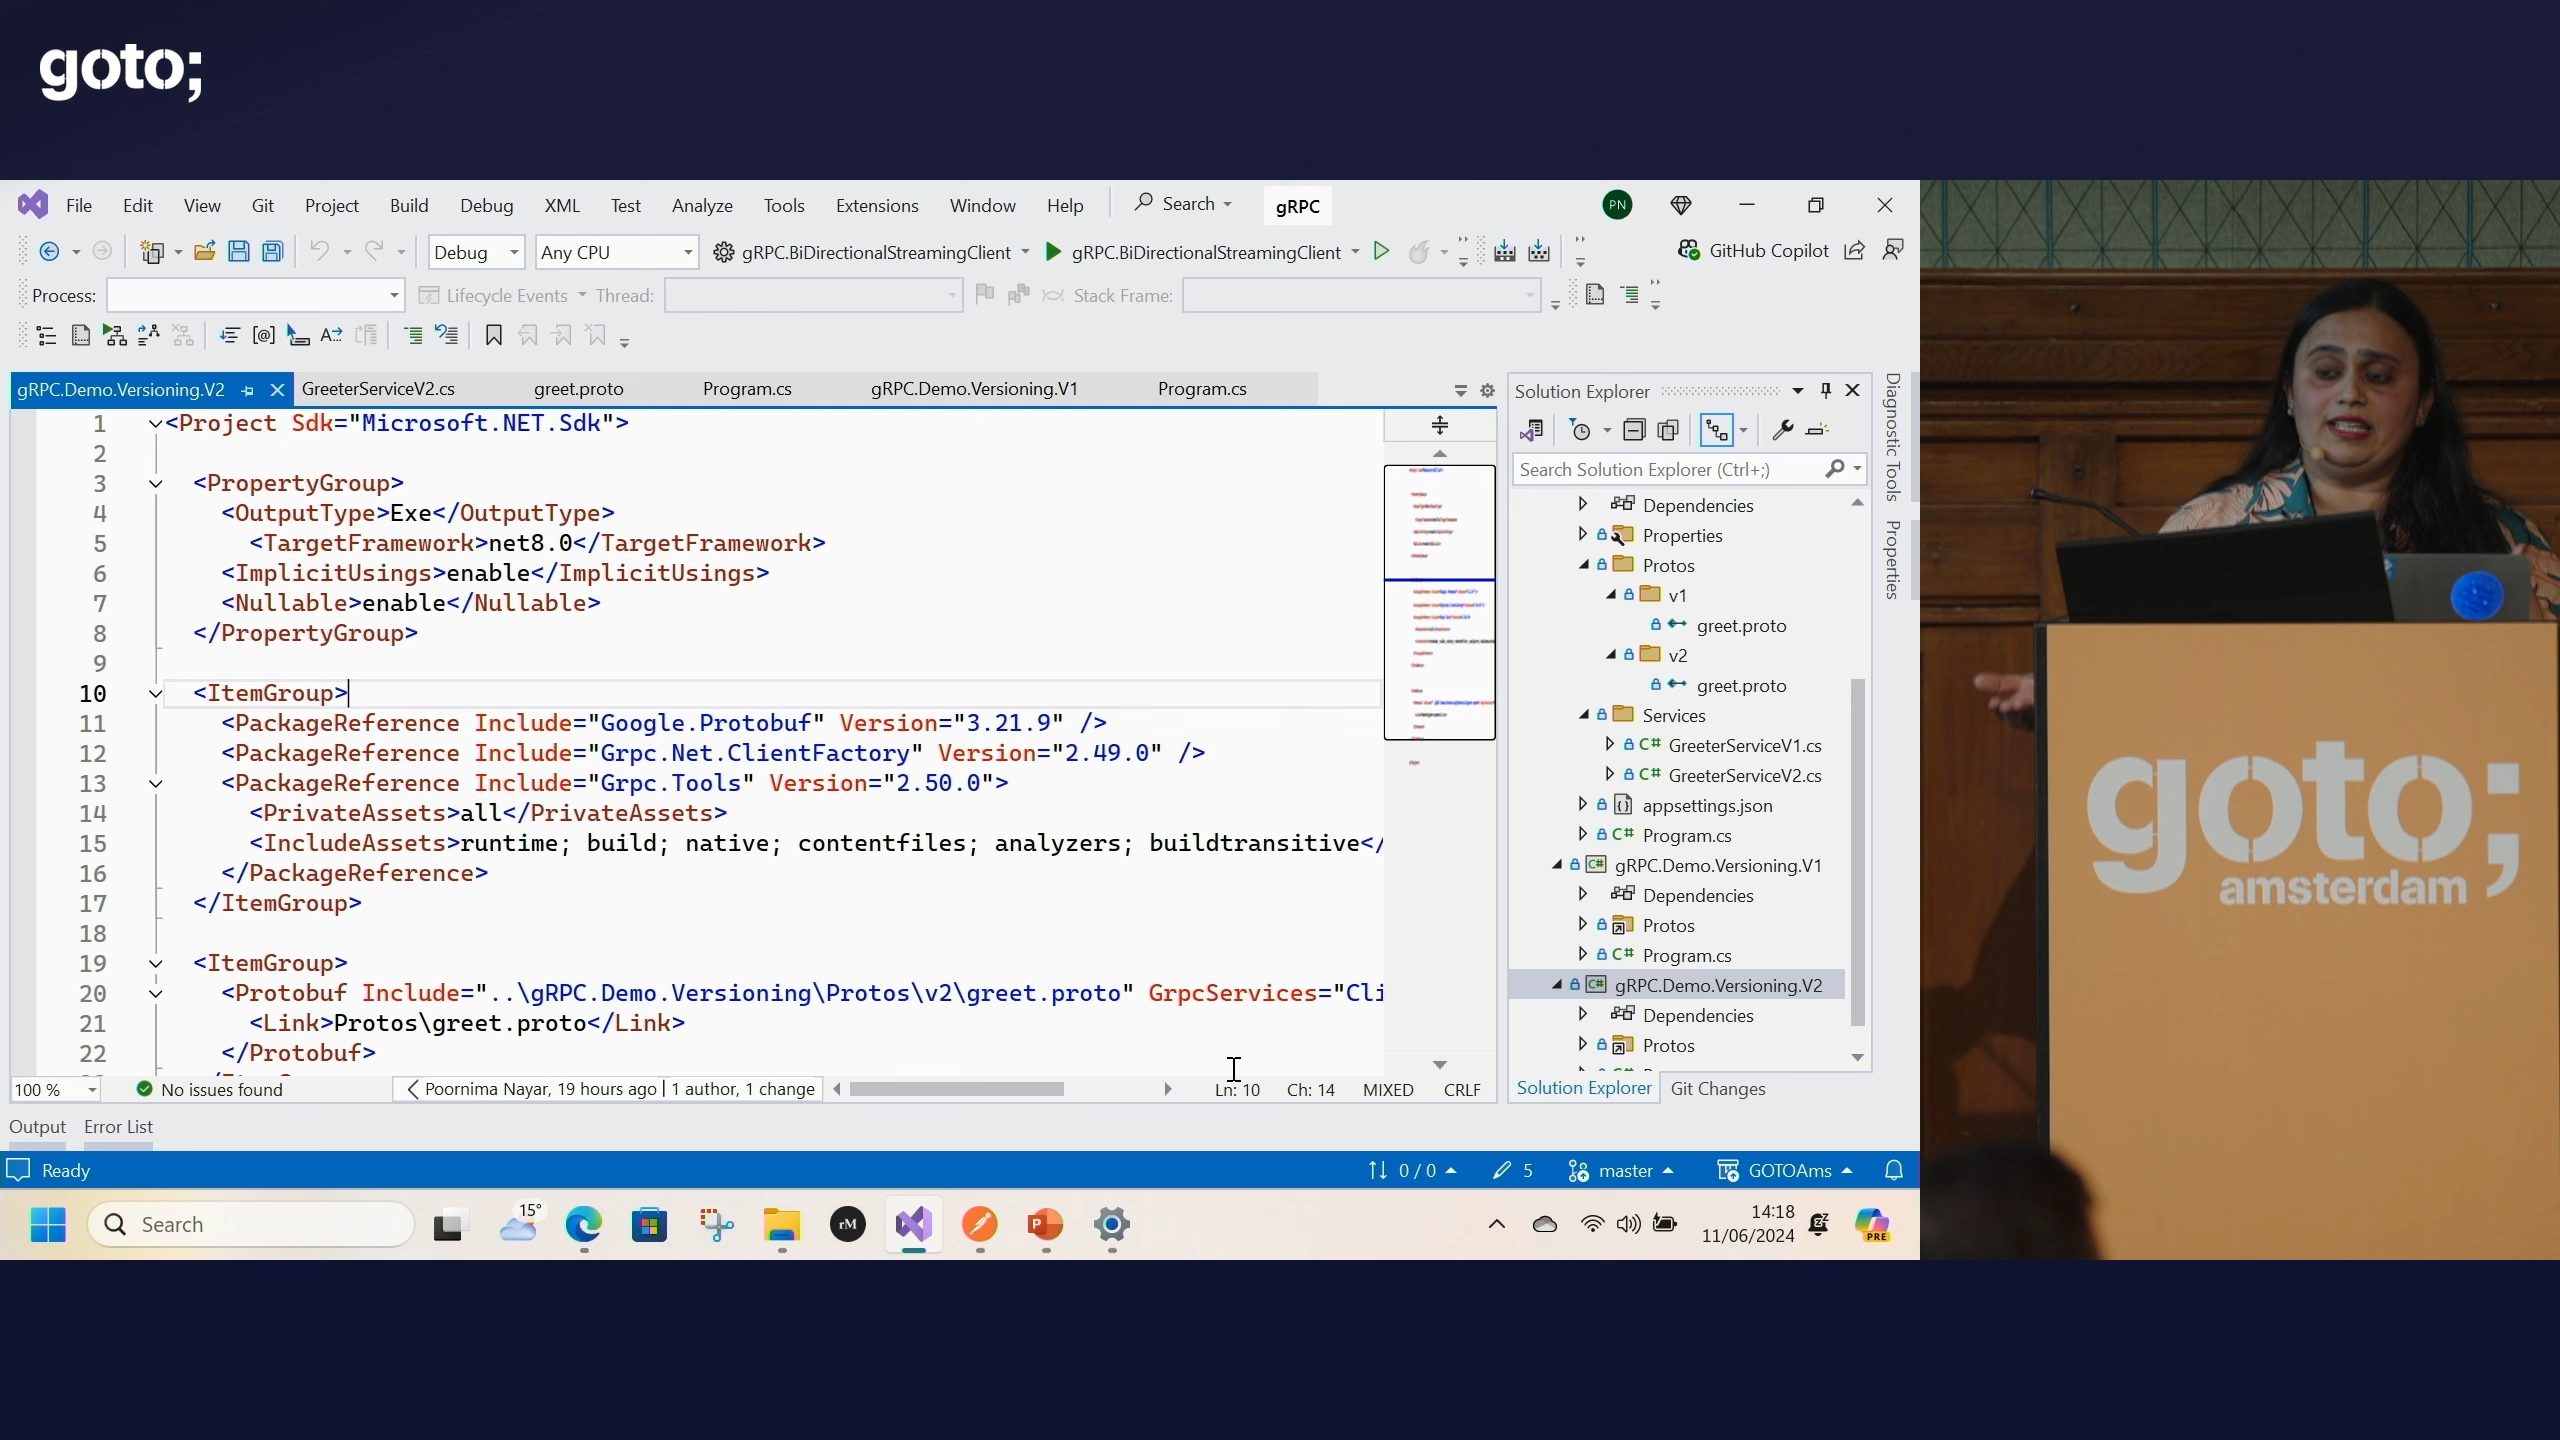 goto;
File Edit View Git Project Build Debug XML Test Analyze Tools Extensions Window Help Search gRPC PN
Debug Any CPU gRPC.BiDirectionalStreamingClient gRPC.BiDirectionalStreamingClient GitHub Copilot
Process: Lifecycle Events Thread: Stack Frame:
gRPC.Demo.Versioning.V2 GreeterServiceV2.cs greet.proto Program.cs gRPC.Demo.Versioning.V1 Program.cs
1 <Project Sdk="Microsoft.NET.Sdk">
2
3 <PropertyGroup>
4 <OutputType>Exe</OutputType>
5 <TargetFramework>net8.0</TargetFramework>
6 <ImplicitUsings>enable</ImplicitUsings>
7 <Nullable>enable</Nullable>
8 </PropertyGroup>
9
10 <ItemGroup>
11 <PackageReference Include="Google.Protobuf" Version="3.21.9" />
12 <PackageReference Include="Grpc.Net.ClientFactory" Version="2.49.0" />
13 <PackageReference Include="Grpc.Tools" Version="2.50.0">
14 <PrivateAssets>all</PrivateAssets>
15 <IncludeAssets>runtime; build; native; contentfiles; analyzers; buildtransitive</
16 </PackageReference>
17 </ItemGroup>
18
19 <ItemGroup>
20 <Protobuf Include="..\gRPC.Demo.Versioning\Protos\v2\greet.proto" GrpcServices="Cli
21 <Link>Protos\greet.proto</Link>
22 </Protobuf>
100 % No issues found Poornima Nayar, 19 hours ago | 1 author, 1 change Ln: 10 Ch: 14 MIXED CRLF
Output Error List
Solution Explorer
Search Solution Explorer (Ctrl+;)
Dependencies
Properties
Protos
v1
greet.proto
v2
greet.proto
Services
C# GreeterServiceV1.cs
C# GreeterServiceV2.cs
appsettings.json
C# Program.cs
C# gRPC.Demo.Versioning.V1
Dependencies
Protos
C# Program.cs
C# gRPC.Demo.Versioning.V2
Dependencies
Protos
Solution Explorer Git Changes
Diagnostic Tools
Properties
Ready 0 / 0 5 master GOTOAms
Search 15° rM P 14:18 PRE
11/06/2024
goto;
amsterdam